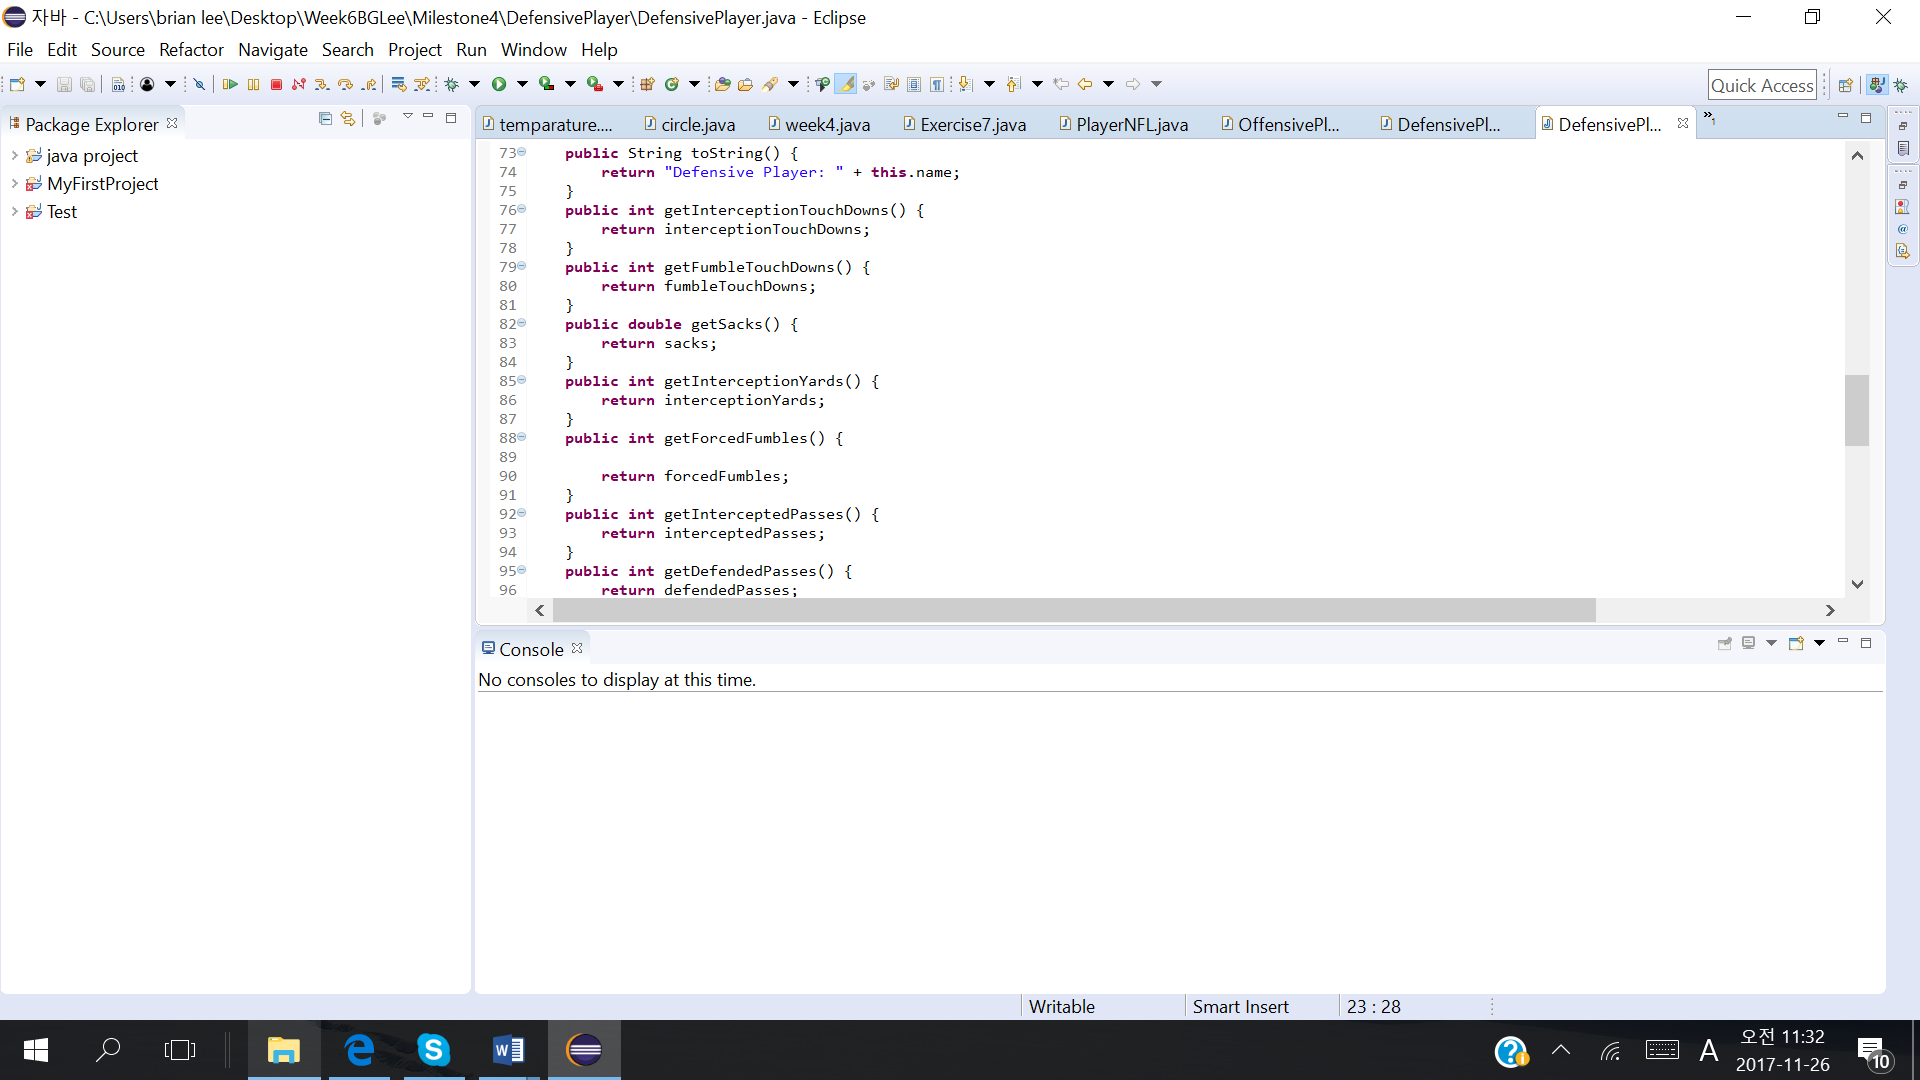 자바 - C:\Users\brian lee\Desktop\Week6BGLee\Milestone4\DefensivePlayer\DefensivePlayer.java - Eclipse
File Edit Source Refactor Navigate Search Project Run Window Help
Quick Access
Package Explorer
java project
MyFirstProject
Test
temparature.... circle.java week4.java Exercise7.java PlayerNFL.java OffensivePl... DefensivePl... DefensivePl... »1
73 public String toString() {
74 return "Defensive Player: " + this.name;
75 }
76 public int getInterceptionTouchDowns() {
77 return interceptionTouchDowns;
78 }
79 public int getFumbleTouchDowns() {
80 return fumbleTouchDowns;
81 }
82 public double getSacks() {
83 return sacks;
84 }
85 public int getInterceptionYards() {
86 return interceptionYards;
87 }
88 public int getForcedFumbles() {
89
90 return forcedFumbles;
91 }
92 public int getInterceptedPasses() {
93 return interceptedPasses;
94 }
95 public int getDefendedPasses() {
96 return defendedPasses;
Console
No consoles to display at this time.
Writable Smart Insert 23 : 28
A 오전 11:32
2017-11-26
10